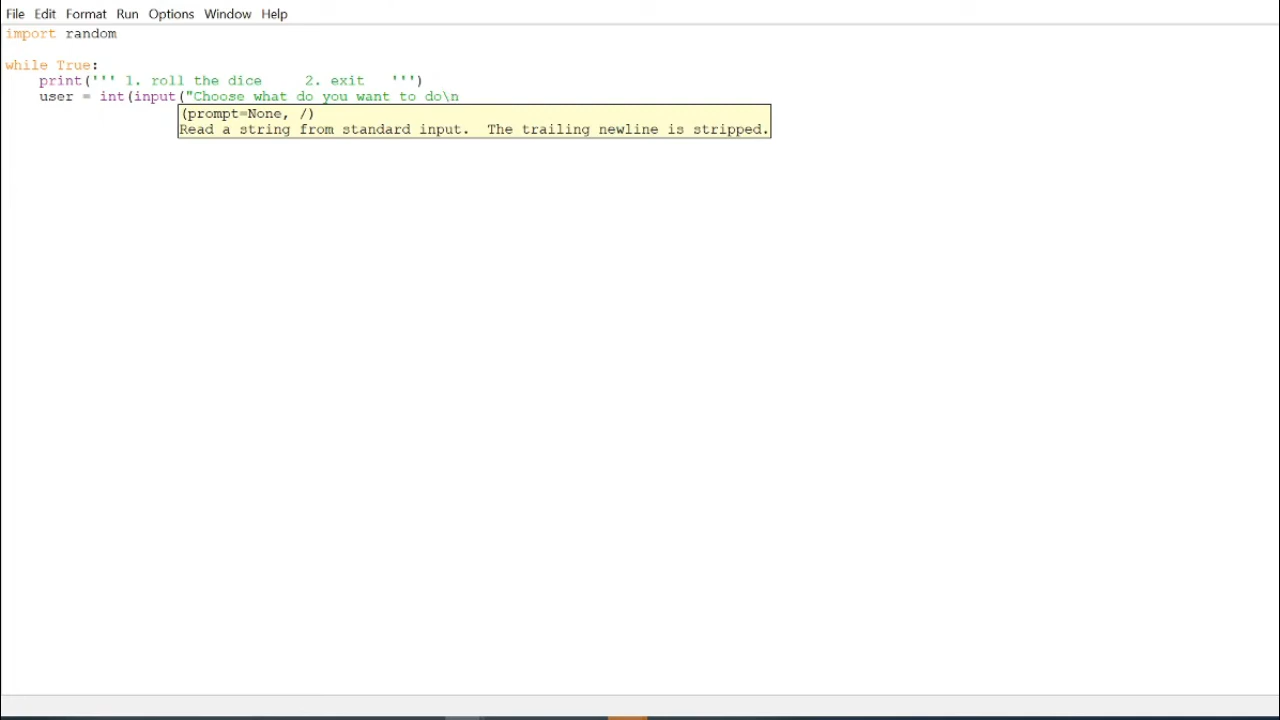 File Edit Format Run Options Window Help
import random
while True:
    print(''' 1. roll the dice     2. exit   ''')
    user = int(input("Choose what do you want to do\n
(prompt=None, /)
Read a string from standard input.  The trailing newline is stripped.